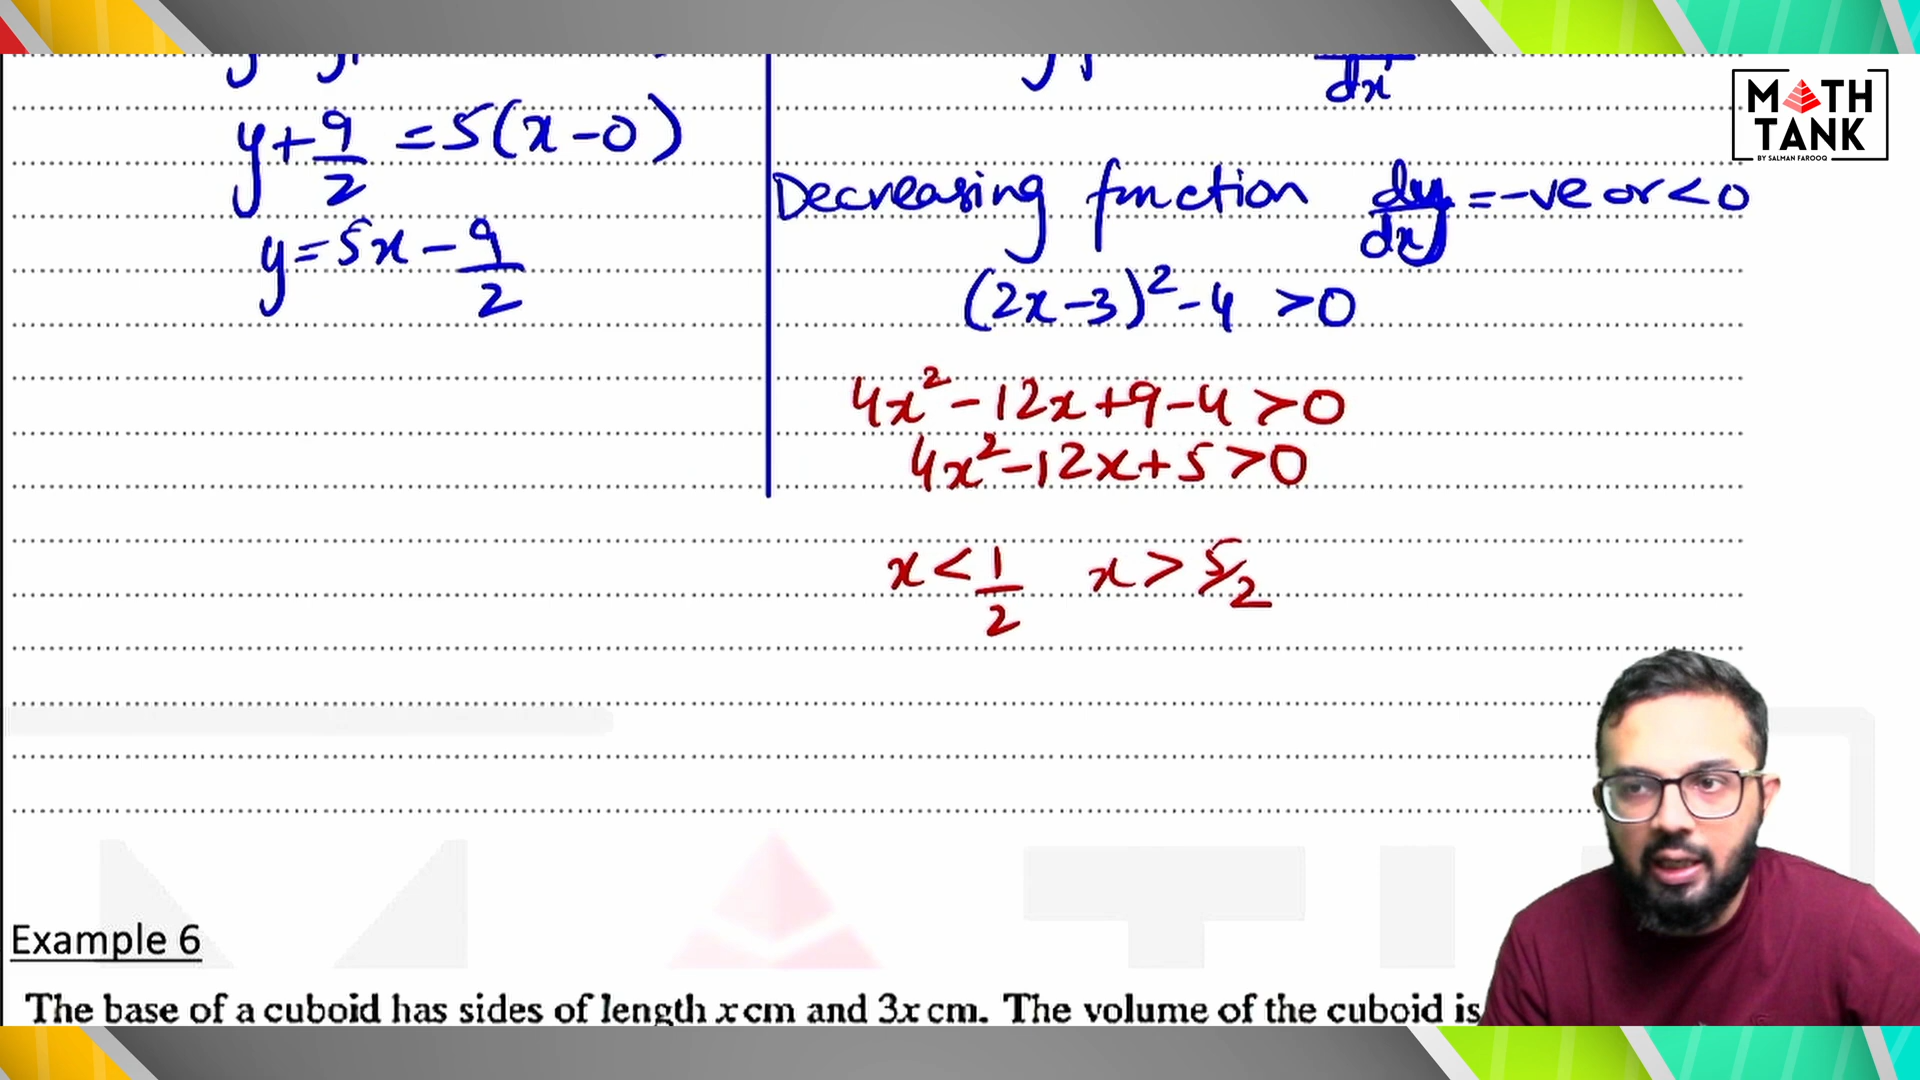 MATH
TANK
BY SALMAN FAROOQ
y+9/2 =5(x-0)
y=5x-9/2
dx
Decreasing function dy/dx =-ve or <0
(2x-3)²-4 >0
4x²-12x+9-4 >0
4x²-12x+5>0
x<1/2 x>5/2
Example 6
The base of a cuboid has sides of length x cm and 3x cm. The volume of the cuboid is